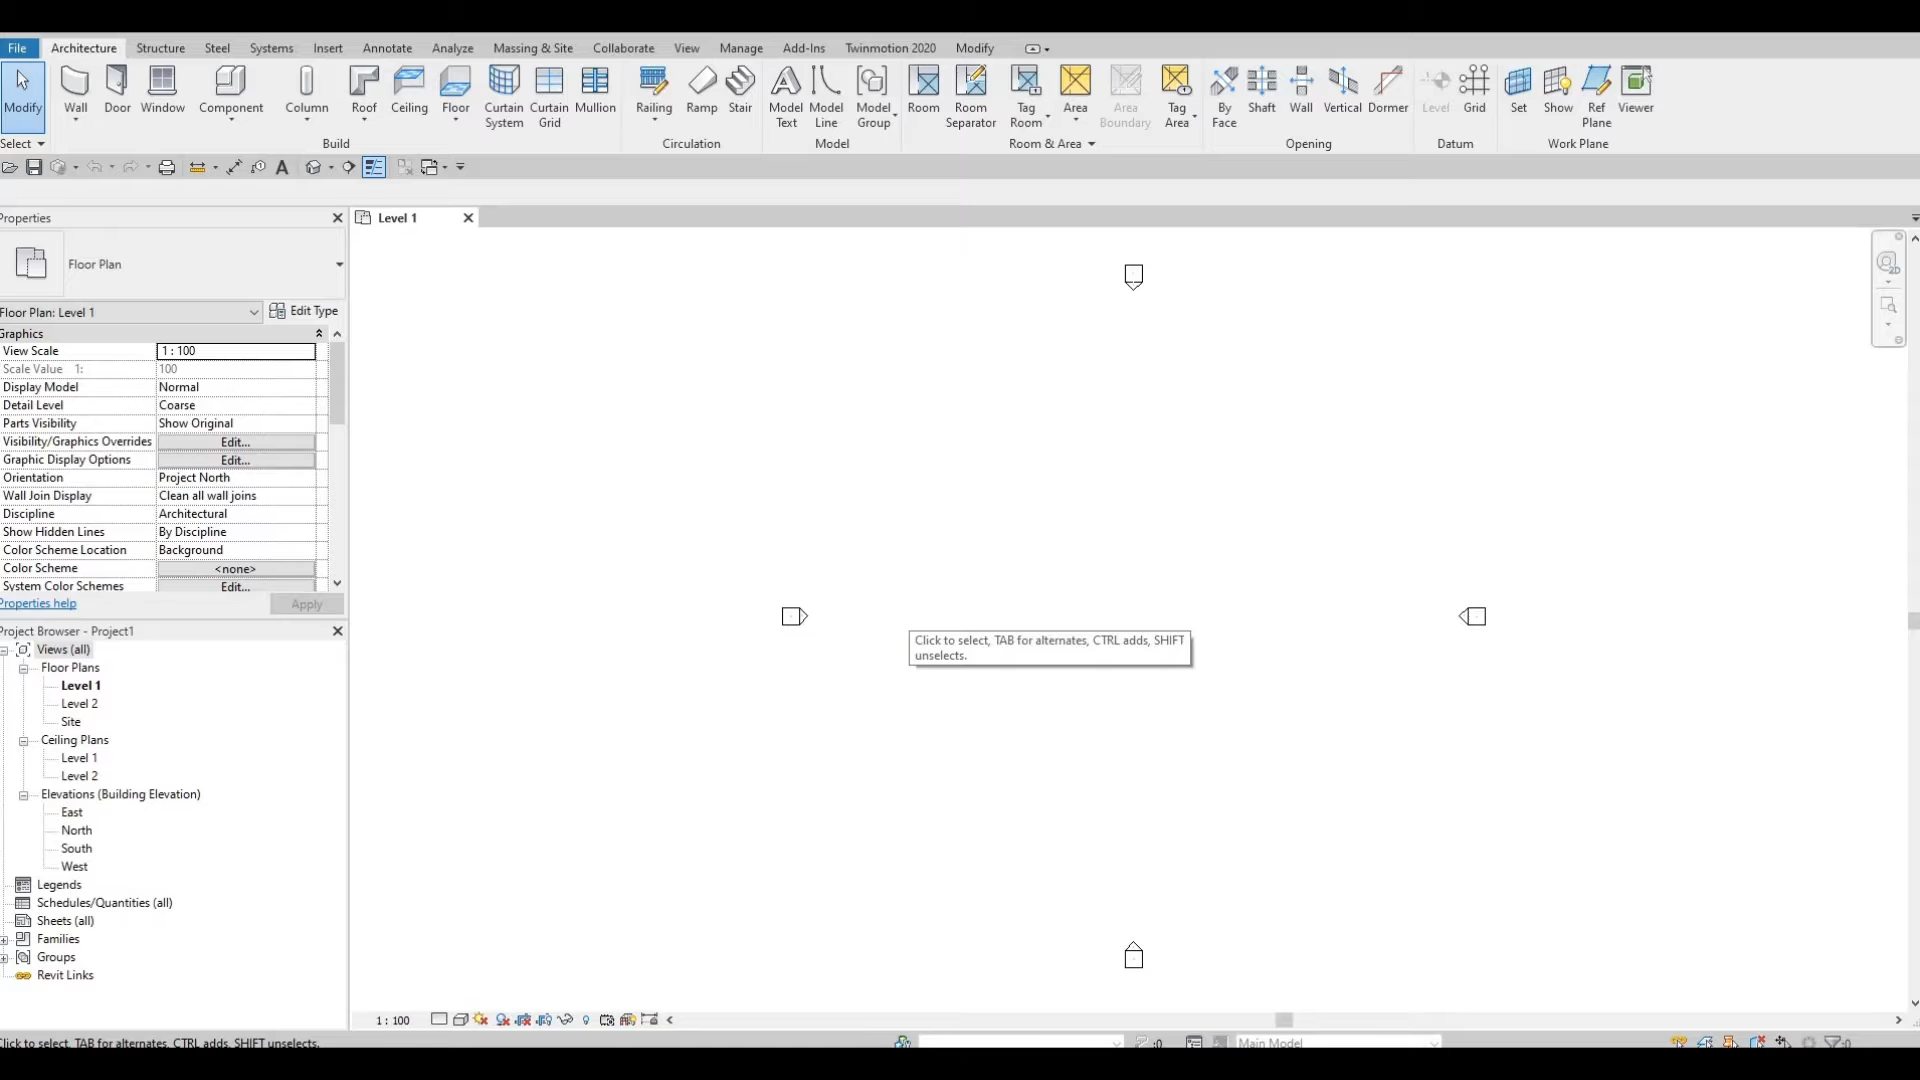 File Architecture Structure Steel Systems Insert Annotate Analyze Massing & Site Collaborate View Manage Add-Ins Twinmotion 2020 Modify
Modify Wall Door Window Component Column Roof Ceiling Floor Curtain System Curtain Grid Mullion Railing Ramp Stair Model Text Model Line Model Group Room Room Separator Tag Room Area Area Boundary Tag Area By Face Shaft Wall Vertical Dormer Level Grid Set Show Ref Plane Viewer
Select Build Circulation Model Room & Area Opening Datum Work Plane
A
Properties
Level 1
2D
Floor Plan
Floor Plan: Level 1 Edit Type
Graphics
View Scale 1 : 100
Scale Value 1: 100
Display Model Normal
Detail Level Coarse
Parts Visibility Show Original
Visibility/Graphics Overrides Edit...
Graphic Display Options Edit...
Orientation Project North
Wall Join Display Clean all wall joins
Discipline Architectural
Show Hidden Lines By Discipline
Color Scheme Location Background
Color Scheme <none>
System Color Schemes Edit...
Properties help Apply
Project Browser - Project1
Views (all)
Floor Plans
Level 1
Level 2
Site
Ceiling Plans
Level 1
Level 2
Elevations (Building Elevation)
East
North
South
West
Legends
Schedules/Quantities (all)
Sheets (all)
Families
Groups
Revit Links
Click to select, TAB for alternates, CTRL adds, SHIFT
unselects.
1 : 100
Click to select, TAB for alternates, CTRL adds, SHIFT unselects. :0 Main Model :0